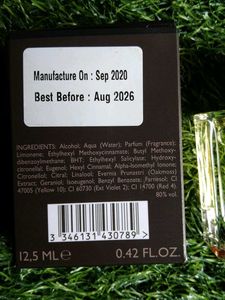 Manufacture On : Sep 2020
Best Before : Aug 2026
INGREDIENTS: Alcohol, Aqua (Water); Parfum (Fragrance);
Limonene; Ethylhexyl Methoxycinnamate; Butyl Methoxy-
dibenzoylmethane; BHT; Ethylhexyl Salicylate; Hydroxy-
citronellal; Eugenol; Hexyl Cinnamal; Alpha-Isomethyl Ionone;
Citronellol; Citral; Linalool; Evernia Prunastri (Oakmoss)
Extract; Geraniol; Isoeugenol; Benzyl Benzoate; Farnesol; CI
47005 (Yellow 10); CI 60730 (Ext Violet 2); CI 14700 (Red 4).
80% vol.
3 346131 430789 >
12,5 ML e 0.42 FL.OZ.